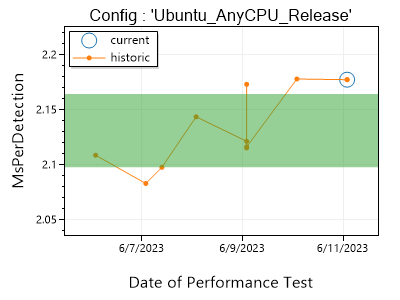 Config : 'Ubuntu_AnyCPU_Release'
current
historic
MsPerDetection
2.2
2.15
2.1
2.05
6/7/2023
6/9/2023
6/11/2023
Date of Performance Test